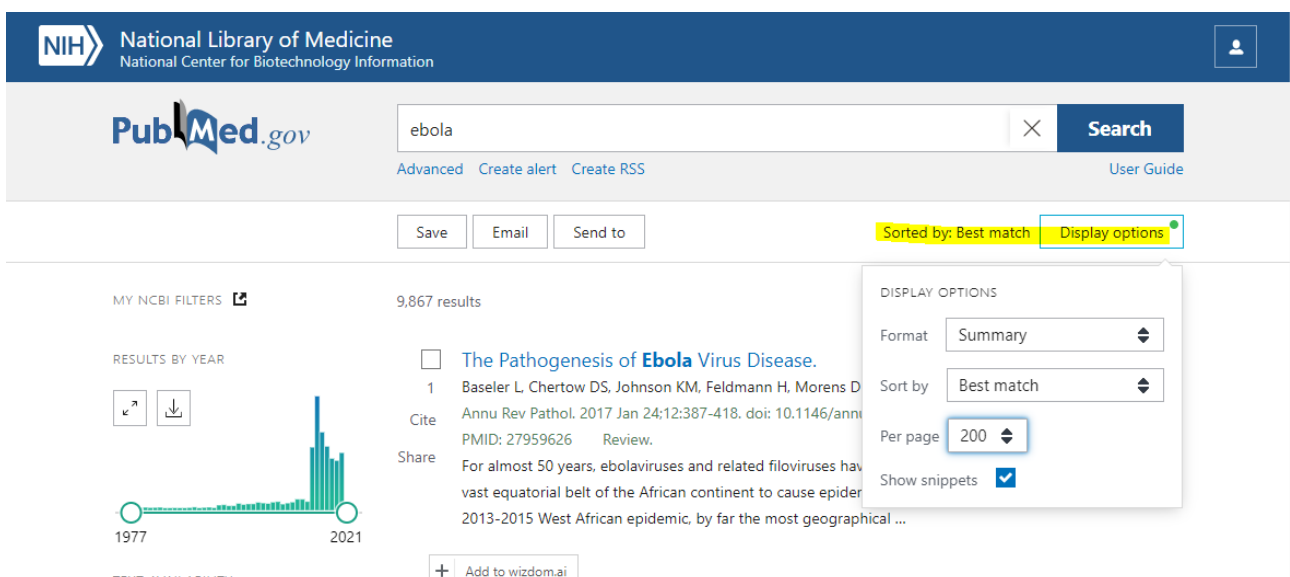 NIH
National Library of Medicine
National Center for Biotechnology Information
PubMed.gov
ebola
Search
Advanced Create alert Create RSS
User Guide
Save Email Send to
Sorted by: Best match Display options
MY NCBI FILTERS
9,867 results
DISPLAY OPTIONS
Format Summary
Sort by Best match
Per page 200
Show snippets
RESULTS BY YEAR
1977 2021
The Pathogenesis of Ebola Virus Disease.
1
Cite
Share
Baseler L, Chertow DS, Johnson KM, Feldmann H, Morens D
Annu Rev Pathol. 2017 Jan 24;12:387-418. doi: 10.1146/annu
PMID: 27959626 Review.
For almost 50 years, ebolaviruses and related filoviruses hav
vast equatorial belt of the African continent to cause epider
2013-2015 West African epidemic, by far the most geographical ...
+ Add to wizdom.ai